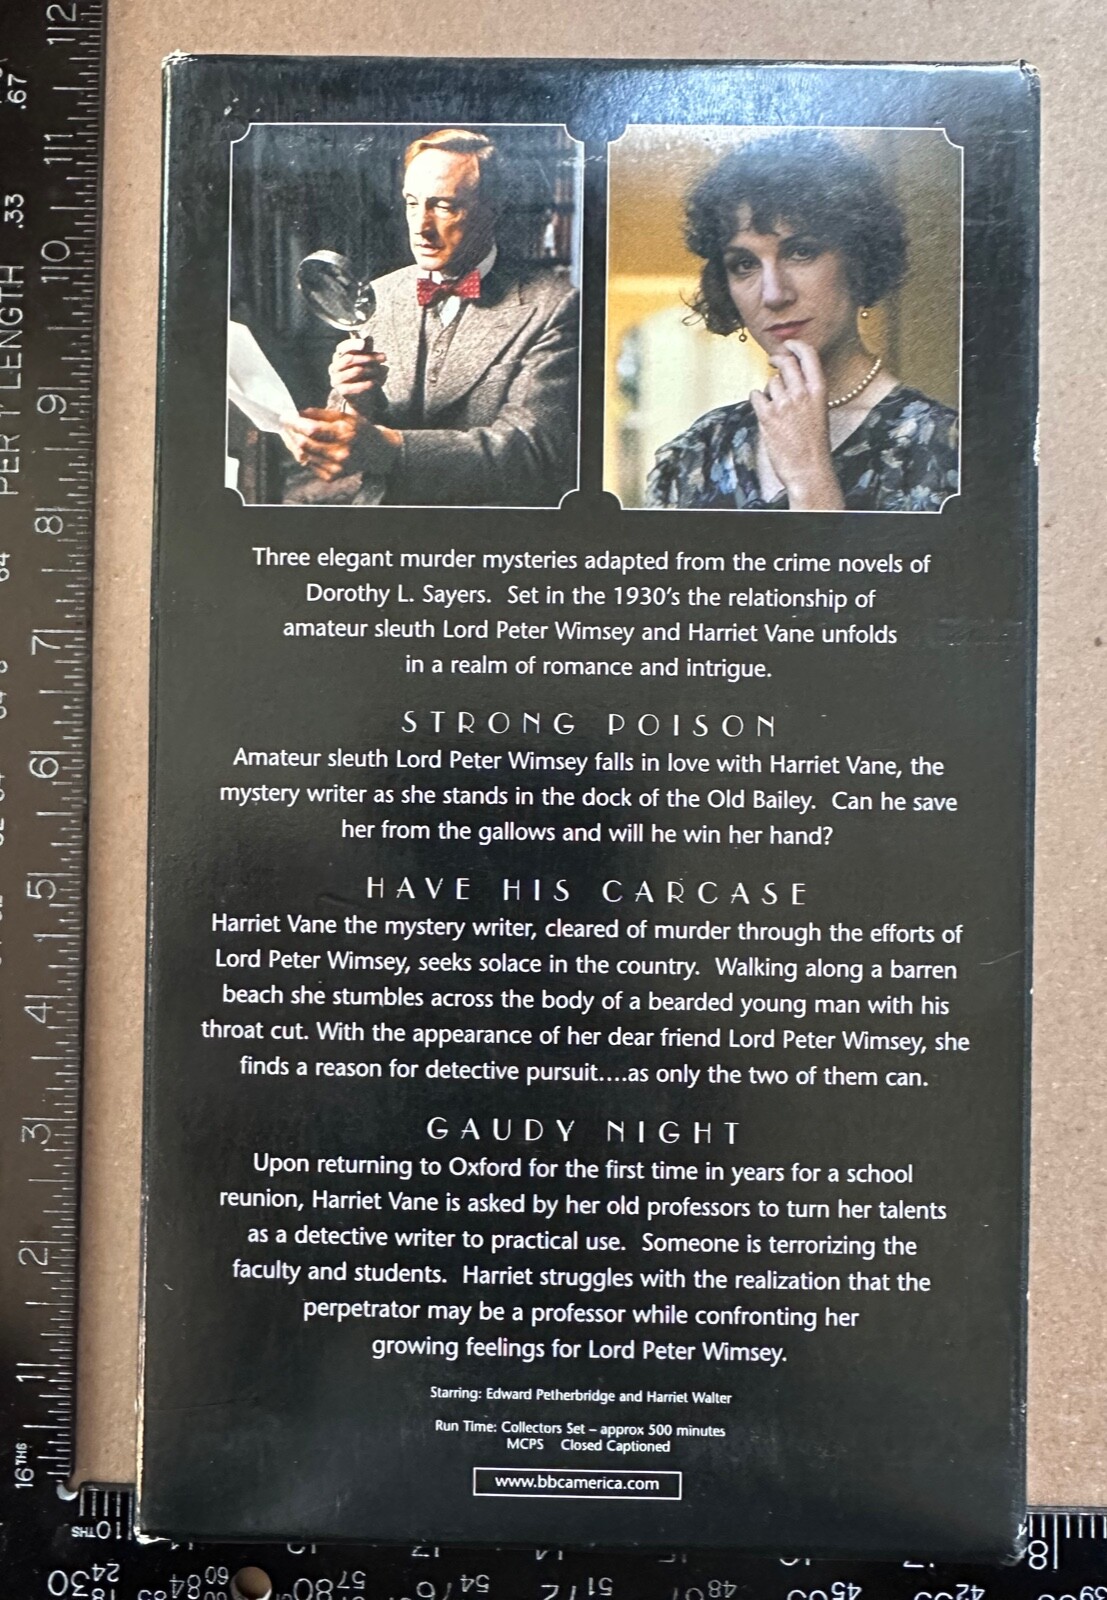 Three elegant murder mysteries adapted from the crime novels of
Dorothy L. Sayers. Set in the 1930's the relationship of
amateur sleuth Lord Peter Wimsey and Harriet Vane unfolds
in a realm of romance and intrigue.
STRONG POISON
Amateur sleuth Lord Peter Wimsey falls in love with Harriet Vane, the
mystery writer as she stands in the dock of the Old Bailey. Can he save
her from the gallows and will he win her hand?
HAVE HIS CARCASE
Harriet Vane the mystery writer, cleared of murder through the efforts of
Lord Peter Wimsey, seeks solace in the country. Walking along a barren
beach she stumbles across the body of a bearded young man with his
throat cut. With the appearance of her dear friend Lord Peter Wimsey, she
finds a reason for detective pursuit....as only the two of them can.
GAUDY NIGHT
Upon returning to Oxford for the first time in years for a school
reunion, Harriet Vane is asked by her old professors to turn her talents
as a detective writer to practical use. Someone is terrorizing the
faculty and students. Harriet struggles with the realization that the
perpetrator may be a professor while confronting her
growing feelings for Lord Peter Wimsey.
Starring: Edward Petherbridge and Harriet Walter
Run Time: Collectors Set – approx 500 minutes
MCPS Closed Captioned
www.bbcamerica.com
12
11
10
9
8
7
6
5
4
3
2
1
16THS
.67
.33
LENGTH
10THS
18